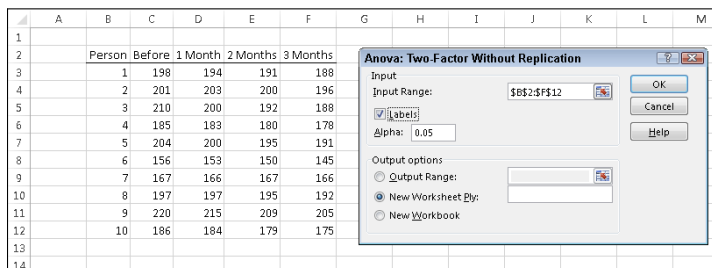 A B C D E F G H I J K L M
1
2 Person Before 1 Month 2 Months 3 Months
3 1 198 194 191 188
4 2 201 203 200 196
5 3 210 200 192 188
6 4 185 183 180 178
7 5 204 200 195 191
8 6 156 153 150 145
9 7 167 166 167 166
10 8 197 197 195 192
11 9 220 215 209 205
12 10 186 184 179 175
13
14
Anova: Two-Factor Without Replication
Input
Input Range: $B$2:$F$12
Labels
Alpha: 0.05
OK
Cancel
Help
Output options
Output Range:
New Worksheet Ply:
New Workbook